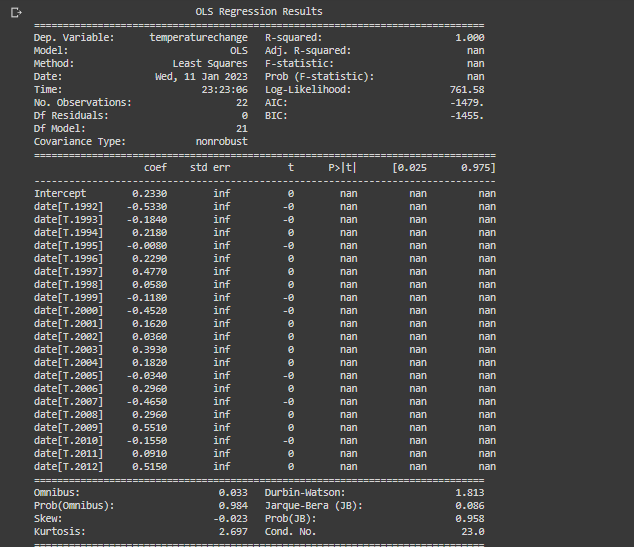 OLS Regression Results
==============================================================================
Dep. Variable:      temperaturechange   R-squared:                       1.000
Model:                            OLS   Adj. R-squared:                    nan
Method:                 Least Squares   F-statistic:                       nan
Date:                Wed, 11 Jan 2023   Prob (F-statistic):                nan
Time:                        23:23:06   Log-Likelihood:                 761.58
No. Observations:                  22   AIC:                            -1479.
Df Residuals:                       0   BIC:                            -1455.
Df Model:                          21
Covariance Type:            nonrobust
================================================================================
                   coef    std err          t      P>|t|      [0.025      0.975]
--------------------------------------------------------------------------------
Intercept        0.2330        inf          0        nan         nan         nan
date[T.1992]    -0.5330        inf         -0        nan         nan         nan
date[T.1993]    -0.1840        inf         -0        nan         nan         nan
date[T.1994]     0.2180        inf          0        nan         nan         nan
date[T.1995]    -0.0080        inf         -0        nan         nan         nan
date[T.1996]     0.2290        inf          0        nan         nan         nan
date[T.1997]     0.4770        inf          0        nan         nan         nan
date[T.1998]     0.0580        inf          0        nan         nan         nan
date[T.1999]    -0.1180        inf         -0        nan         nan         nan
date[T.2000]    -0.4520        inf         -0        nan         nan         nan
date[T.2001]     0.1620        inf          0        nan         nan         nan
date[T.2002]     0.0360        inf          0        nan         nan         nan
date[T.2003]     0.3930        inf          0        nan         nan         nan
date[T.2004]     0.1820        inf          0        nan         nan         nan
date[T.2005]    -0.0340        inf         -0        nan         nan         nan
date[T.2006]     0.2960        inf          0        nan         nan         nan
date[T.2007]    -0.4650        inf         -0        nan         nan         nan
date[T.2008]     0.2960        inf          0        nan         nan         nan
date[T.2009]     0.5510        inf          0        nan         nan         nan
date[T.2010]    -0.1550        inf         -0        nan         nan         nan
date[T.2011]     0.0910        inf          0        nan         nan         nan
date[T.2012]     0.5150        inf          0        nan         nan         nan
==============================================================================
Omnibus:                        0.033   Durbin-Watson:                   1.813
Prob(Omnibus):                  0.984   Jarque-Bera (JB):                0.086
Skew:                          -0.023   Prob(JB):                        0.958
Kurtosis:                       2.697   Cond. No.                         23.0
==============================================================================